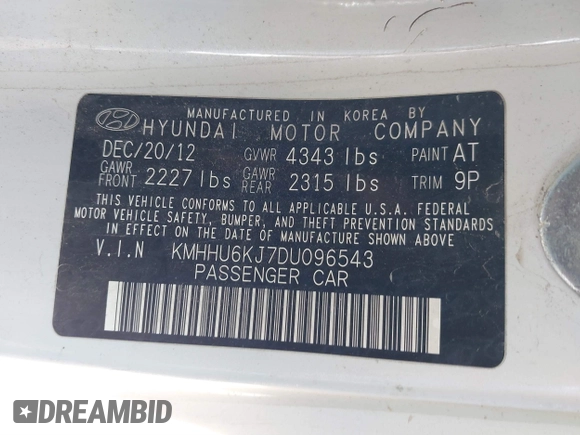 MANUFACTURED IN KOREA BY
HYUNDAI MOTOR COMPANY
DEC/20/12 GVWR 4343 lbs PAINT AT
GAWR FRONT 2227 lbs GAWR REAR 2315 lbs TRIM 9P
THIS VEHICLE CONFORMS TO ALL APPLICABLE U.S.A. FEDERAL
MOTOR VEHICLE SAFETY, BUMPER, AND THEFT PREVENTION STANDARDS
IN EFFECT ON THE DATE OF MANUFACTURE SHOWN ABOVE.
V.I.N KMHHU6KJ7DU096543
PASSENGER CAR
DREAMBID